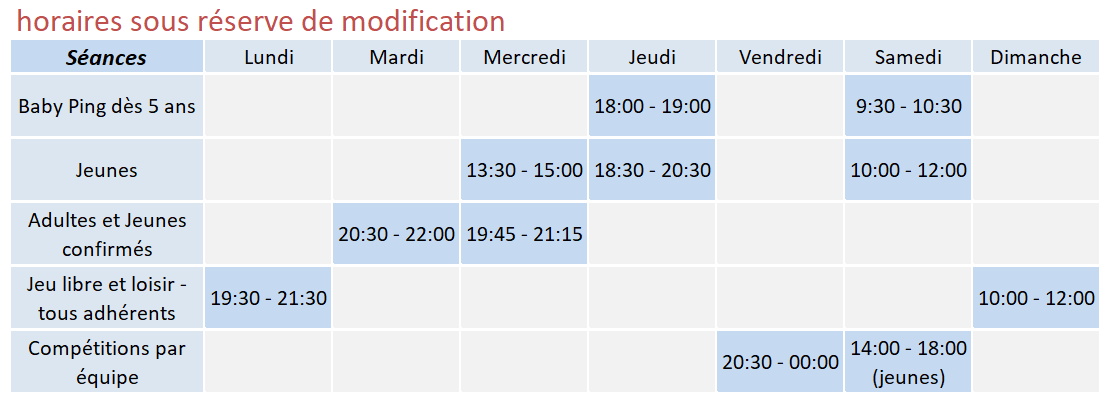 horaires sous réserve de modification
Séances Lundi Mardi Mercredi Jeudi Vendredi Samedi Dimanche
Baby Ping dès 5 ans 18:00 - 19:00 9:30 - 10:30
Jeunes 13:30 - 15:00 18:30 - 20:30 10:00 - 12:00
Adultes et Jeunes
confirmés 20:30 - 22:00 19:45 - 21:15
Jeu libre et loisir -
tous adhérents 19:30 - 21:30 10:00 - 12:00
Compétitions par
équipe 20:30 - 00:00 14:00 - 18:00
(jeunes)